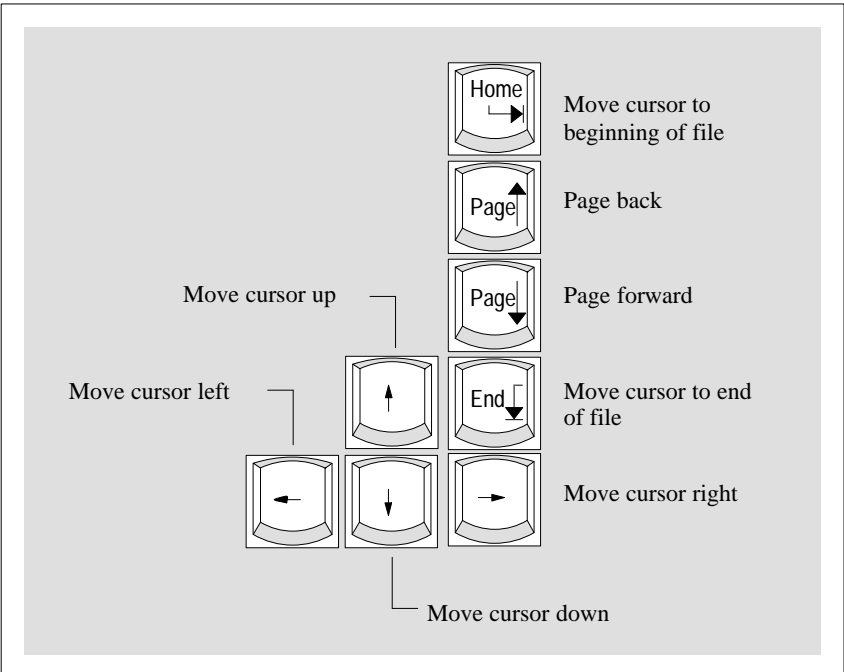 Home
Move cursor to
beginning of file
Page
Page back
Page
Page forward
Move cursor up
Move cursor left
End
Move cursor to end
of file
Move cursor right
Move cursor down